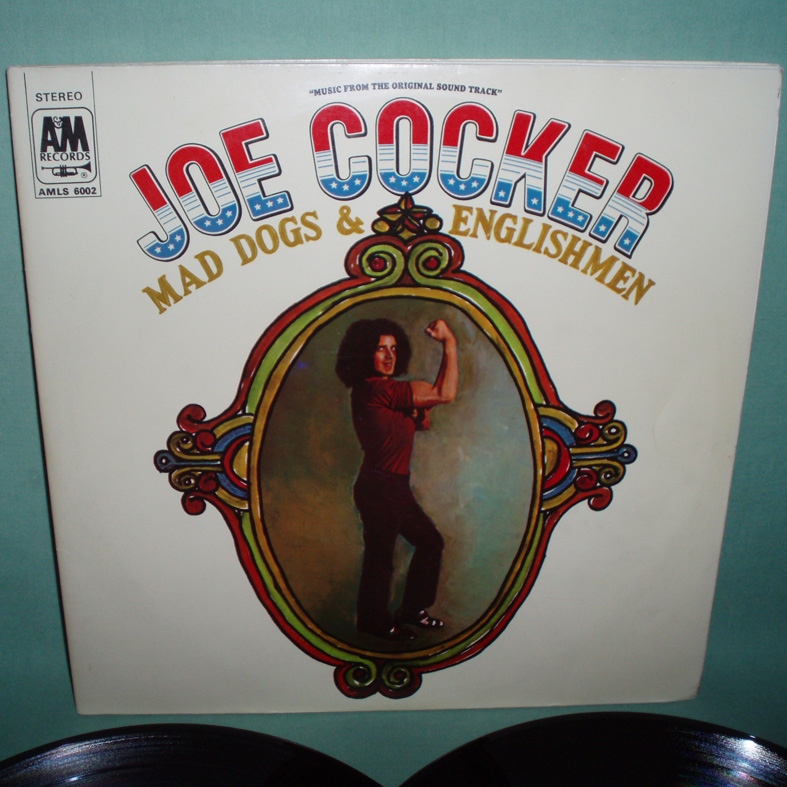 STEREO
A&M
RECORDS
®
AMLS 6002
"MUSIC FROM THE ORIGINAL SOUND TRACK"
JOE COCKER
MAD DOGS & ENGLISHMEN